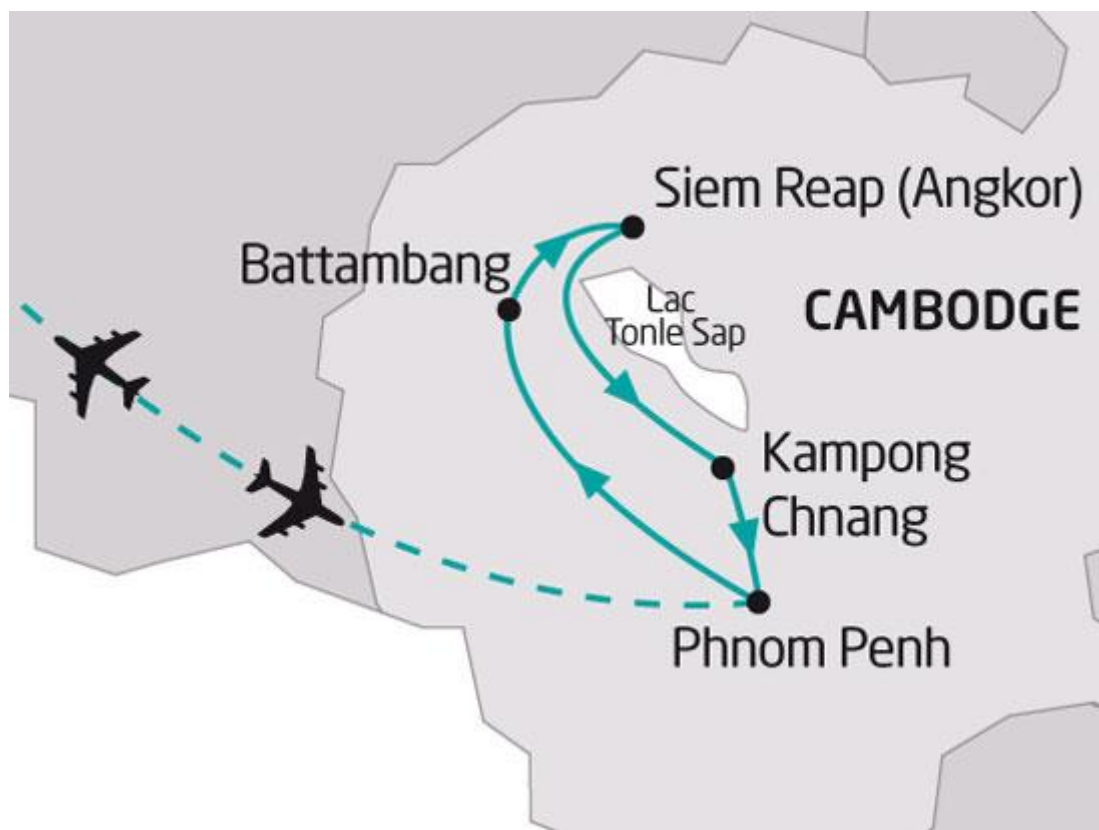 Siem Reap (Angkor)
Battambang
Lac
Tonle Sap
CAMBODGE
Kampong
Chnang
Phnom Penh